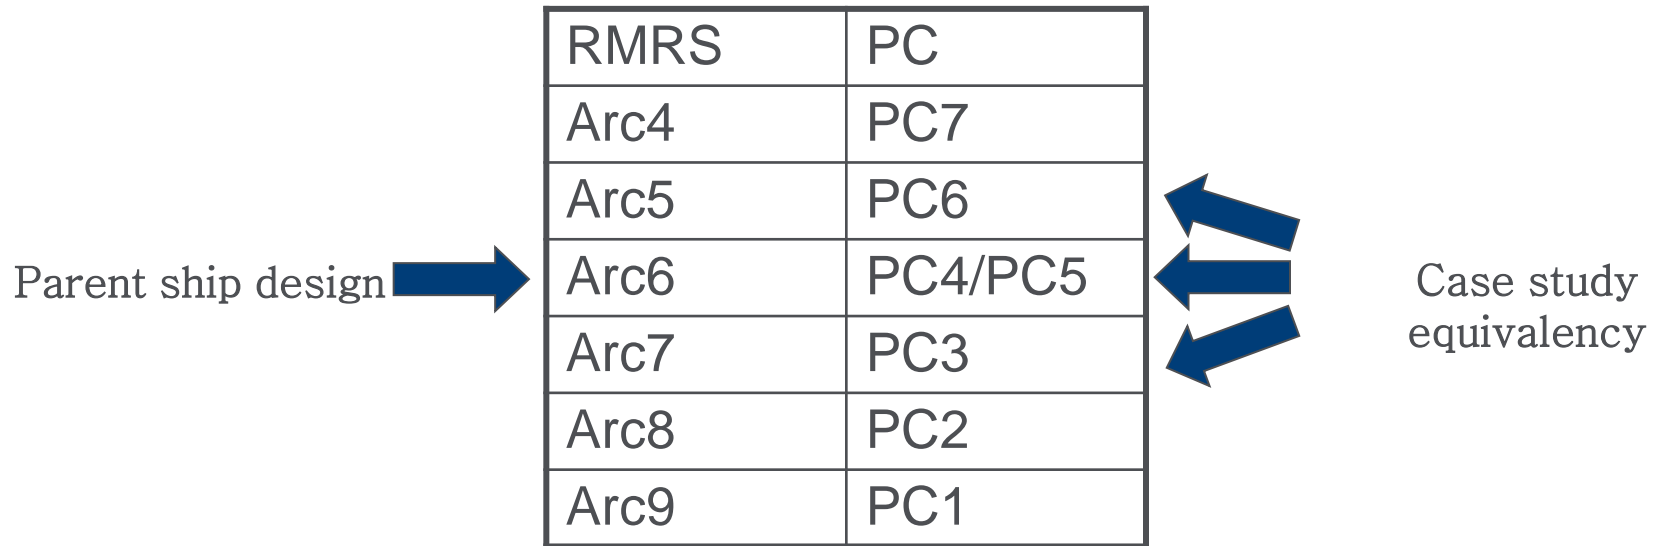 RMRS PC
Arc4 PC7
Arc5 PC6
Parent ship design Arc6 PC4/PC5 Case study
equivalency
Arc7 PC3
Arc8 PC2
Arc9 PC1